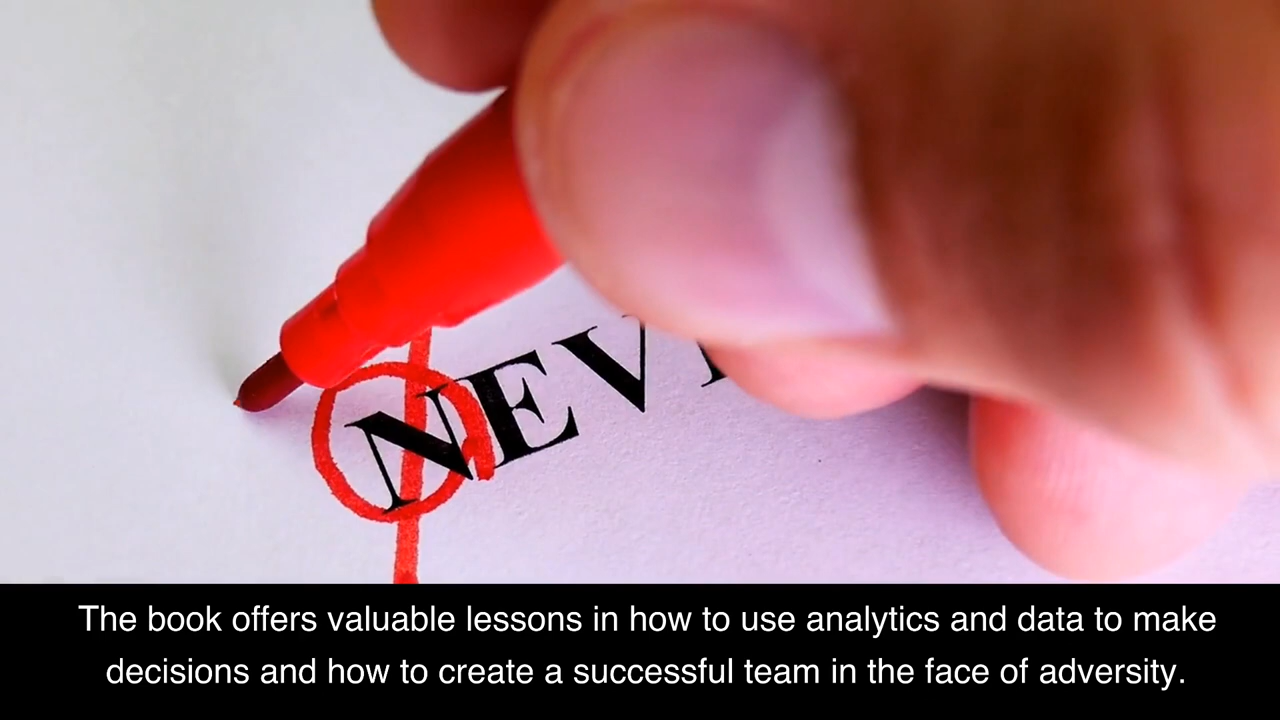 NEV
The book offers valuable lessons in how to use analytics and data to make
decisions and how to create a successful team in the face of adversity.